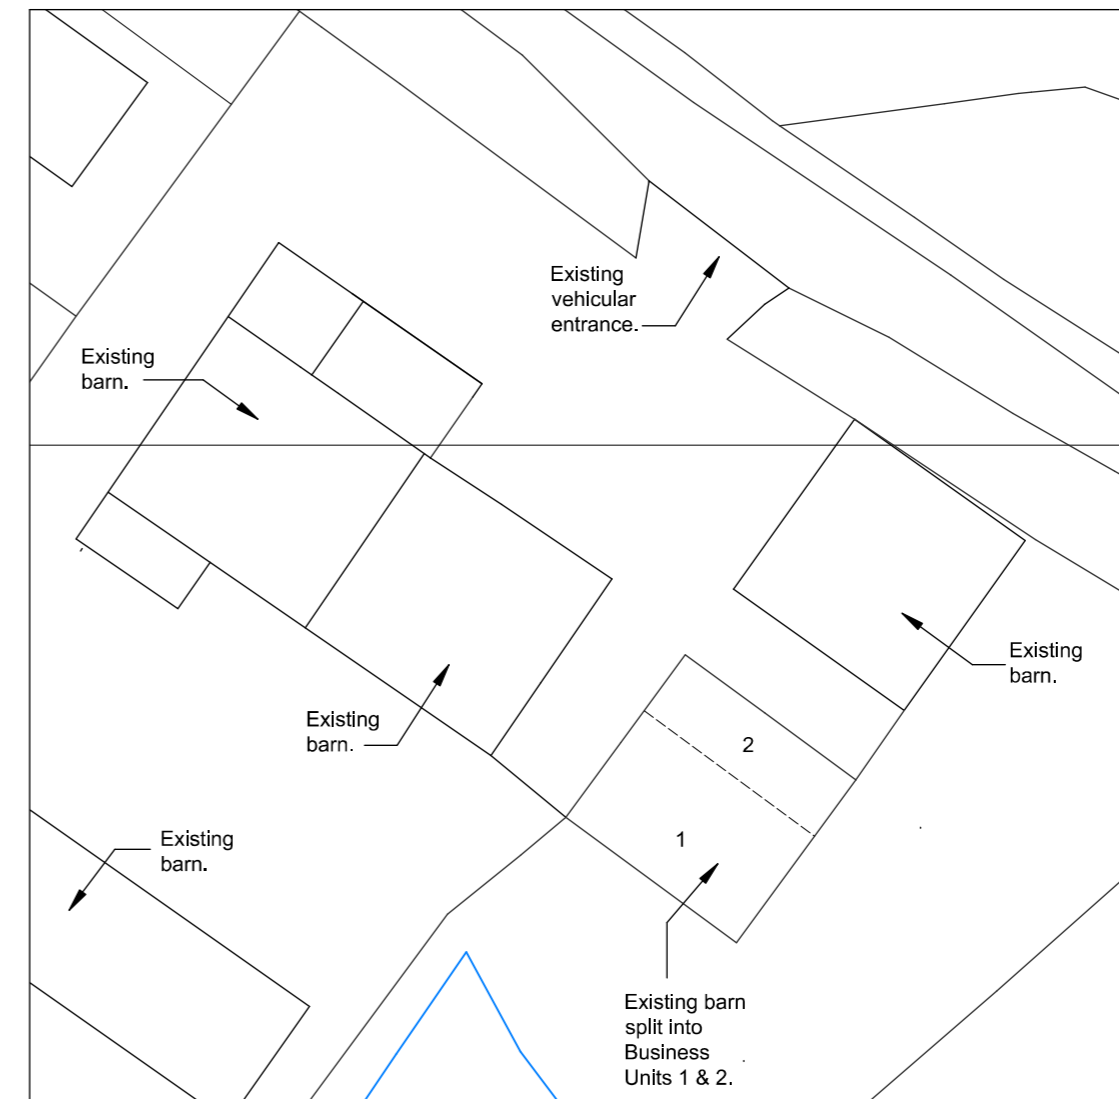 Existing
vehicular
entrance.
Existing
barn.
Existing
barn.
Existing
barn.
2
1
Existing
barn.
Existing barn
split into
Business
Units 1 & 2.